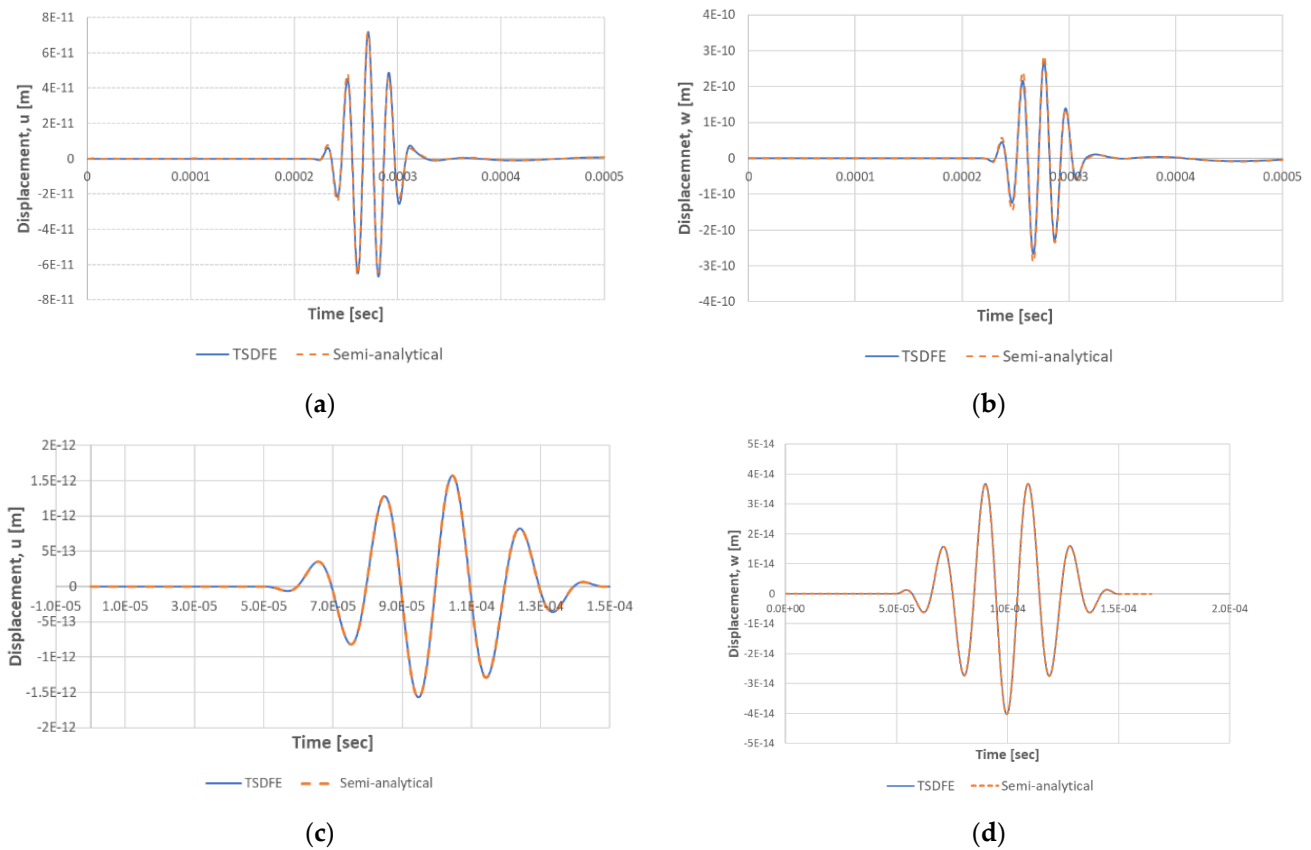 8E-11
6E-11
4E-11
2E-11
0
-2E-11
-4E-11
-6E-11
-8E-11
Displacement, u [m]
0 0.0001 0.0002 0.0003 0.0004 0.0005
Time [sec]
TSDFE Semi-analytical
(a)
4E-10
3E-10
2E-10
1E-10
0
-1E-10
-2E-10
-3E-10
-4E-10
Displacemnet, w [m]
0 0.0001 0.0002 0.0003 0.0004 0.0005
Time [sec]
TSDFE Semi-analytical
(b)
2E-12
1.5E-12
1E-12
5E-13
0
-5E-13
-1E-12
-1.5E-12
-2E-12
Displacement, u [m]
-1.0E-05 1.0E-05 3.0E-05 5.0E-05 7.0E-05 9.0E-05 1.1E-04 1.3E-04 1.5E-04
Time [sec]
TSDFE Semi-analytical
(c)
5E-14
4E-14
3E-14
2E-14
1E-14
0
-1E-14
-2E-14
-3E-14
-4E-14
-5E-14
Displacement, w [m]
0.0E+00 5.0E-05 1.0E-04 1.5E-04 2.0E-04
Time [sec]
TSDFE Semi-analytical
(d)